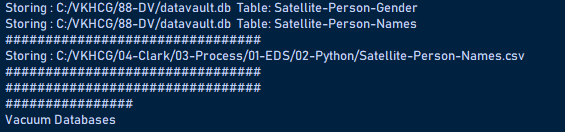 Storing : C:/VKHCG/88-DV/datavault.db  Table: Satellite-Person-Gender
Storing : C:/VKHCG/88-DV/datavault.db  Table: Satellite-Person-Names
################################
Storing : C:/VKHCG/04-Clark/03-Process/01-EDS/02-Python/Satellite-Person-Names.csv
################################
################################
################
Vacuum Databases